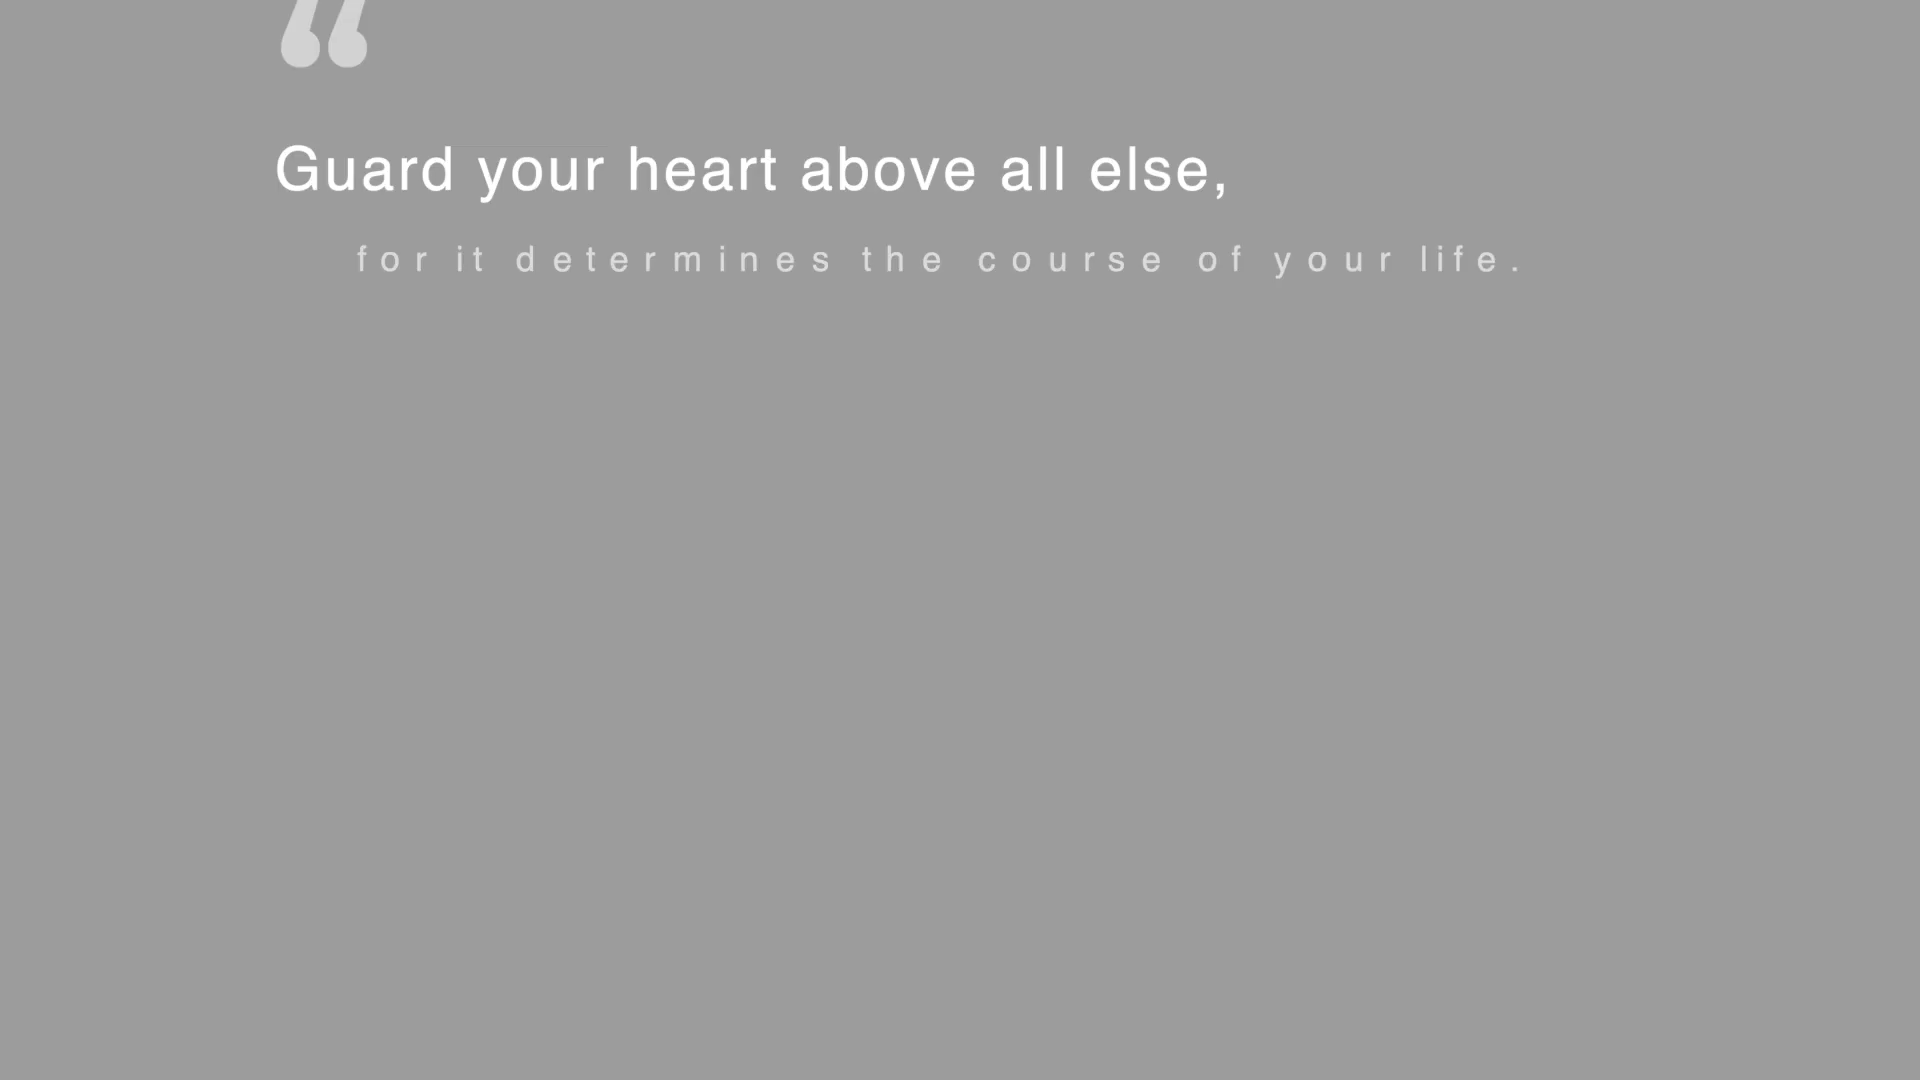 “
Guard your heart above all else,
for it determines the course of your life.